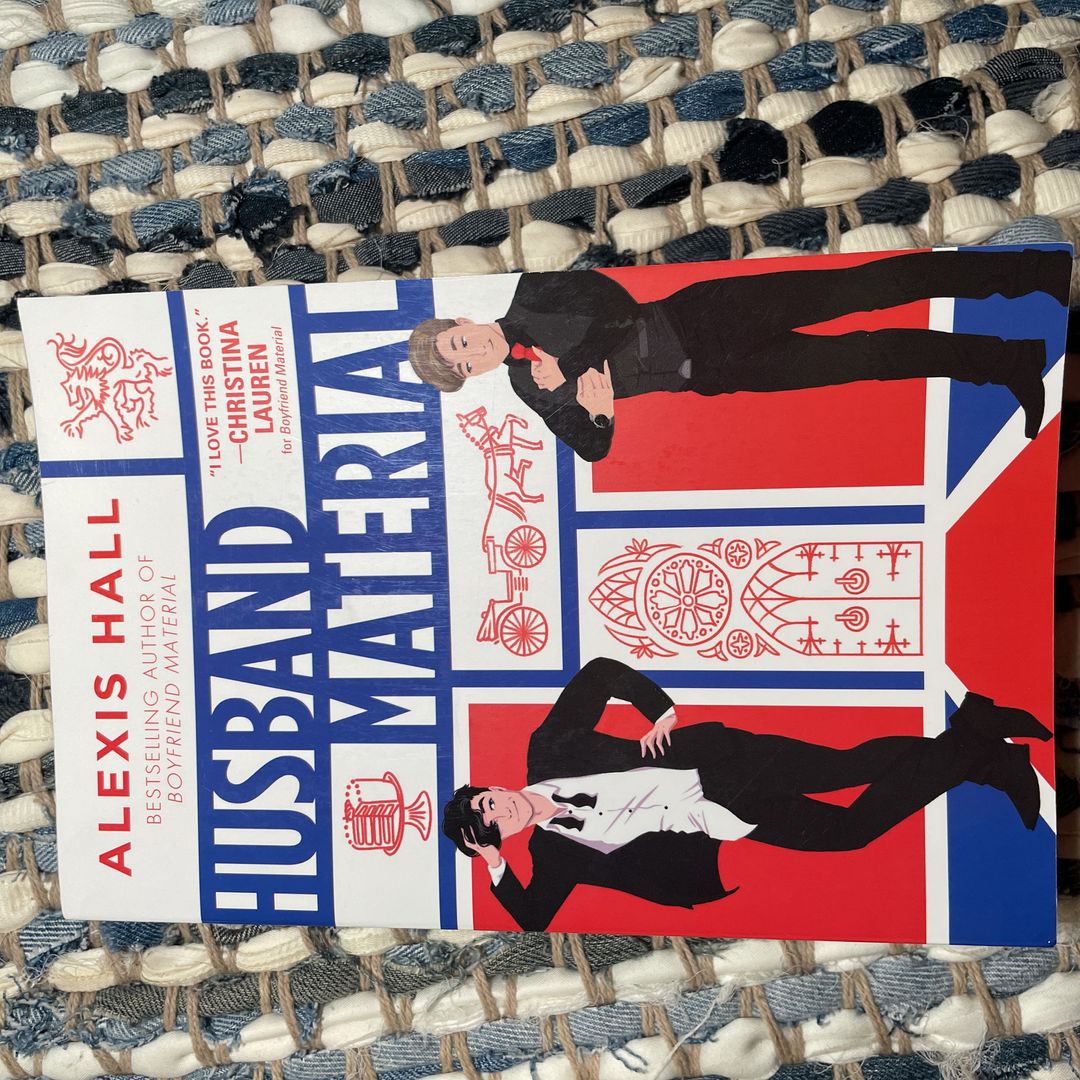 ALEXIS HALL
BESTSELLING AUTHOR OF
BOYFRIEND MATERIAL
"I LOVE THIS BOOK."
—CHRISTINA
LAUREN
for Boyfriend Material
HUSBAND
MATERIAL